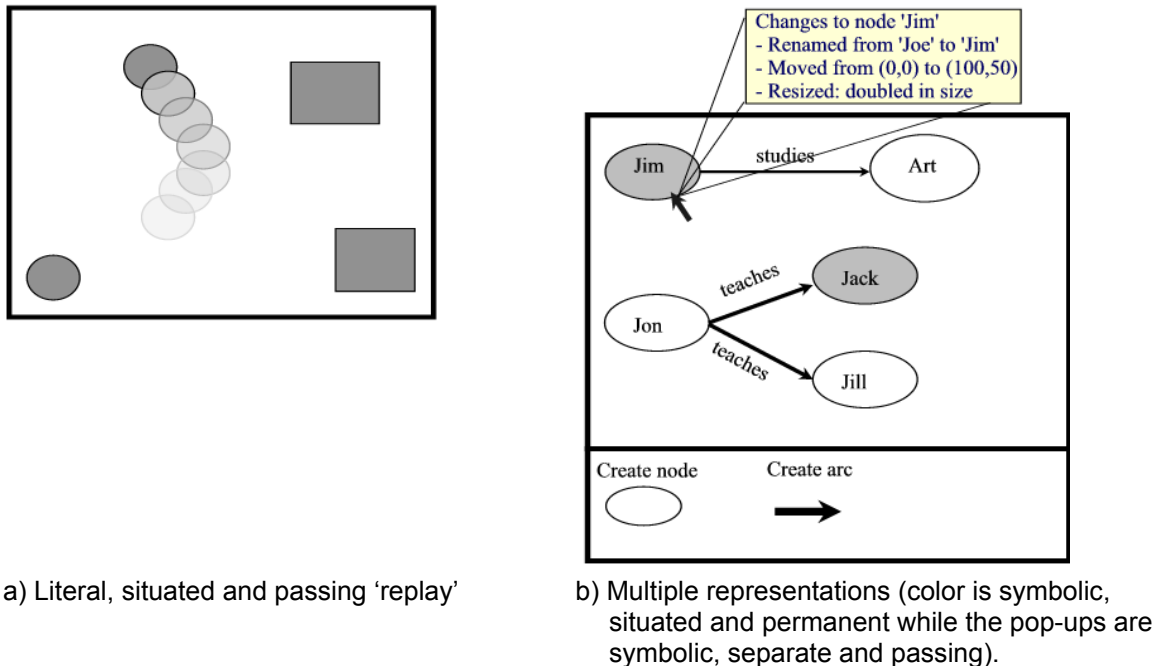 Changes to node 'Jim'
- Renamed from 'Joe' to 'Jim'
- Moved from (0,0) to (100,50)
- Resized: doubled in size
Jim
studies
Art
teaches
Jack
Jon
teaches
Jill
Create node
Create arc
a) Literal, situated and passing ‘replay’
b) Multiple representations (color is symbolic,
situated and permanent while the pop-ups are
symbolic, separate and passing).